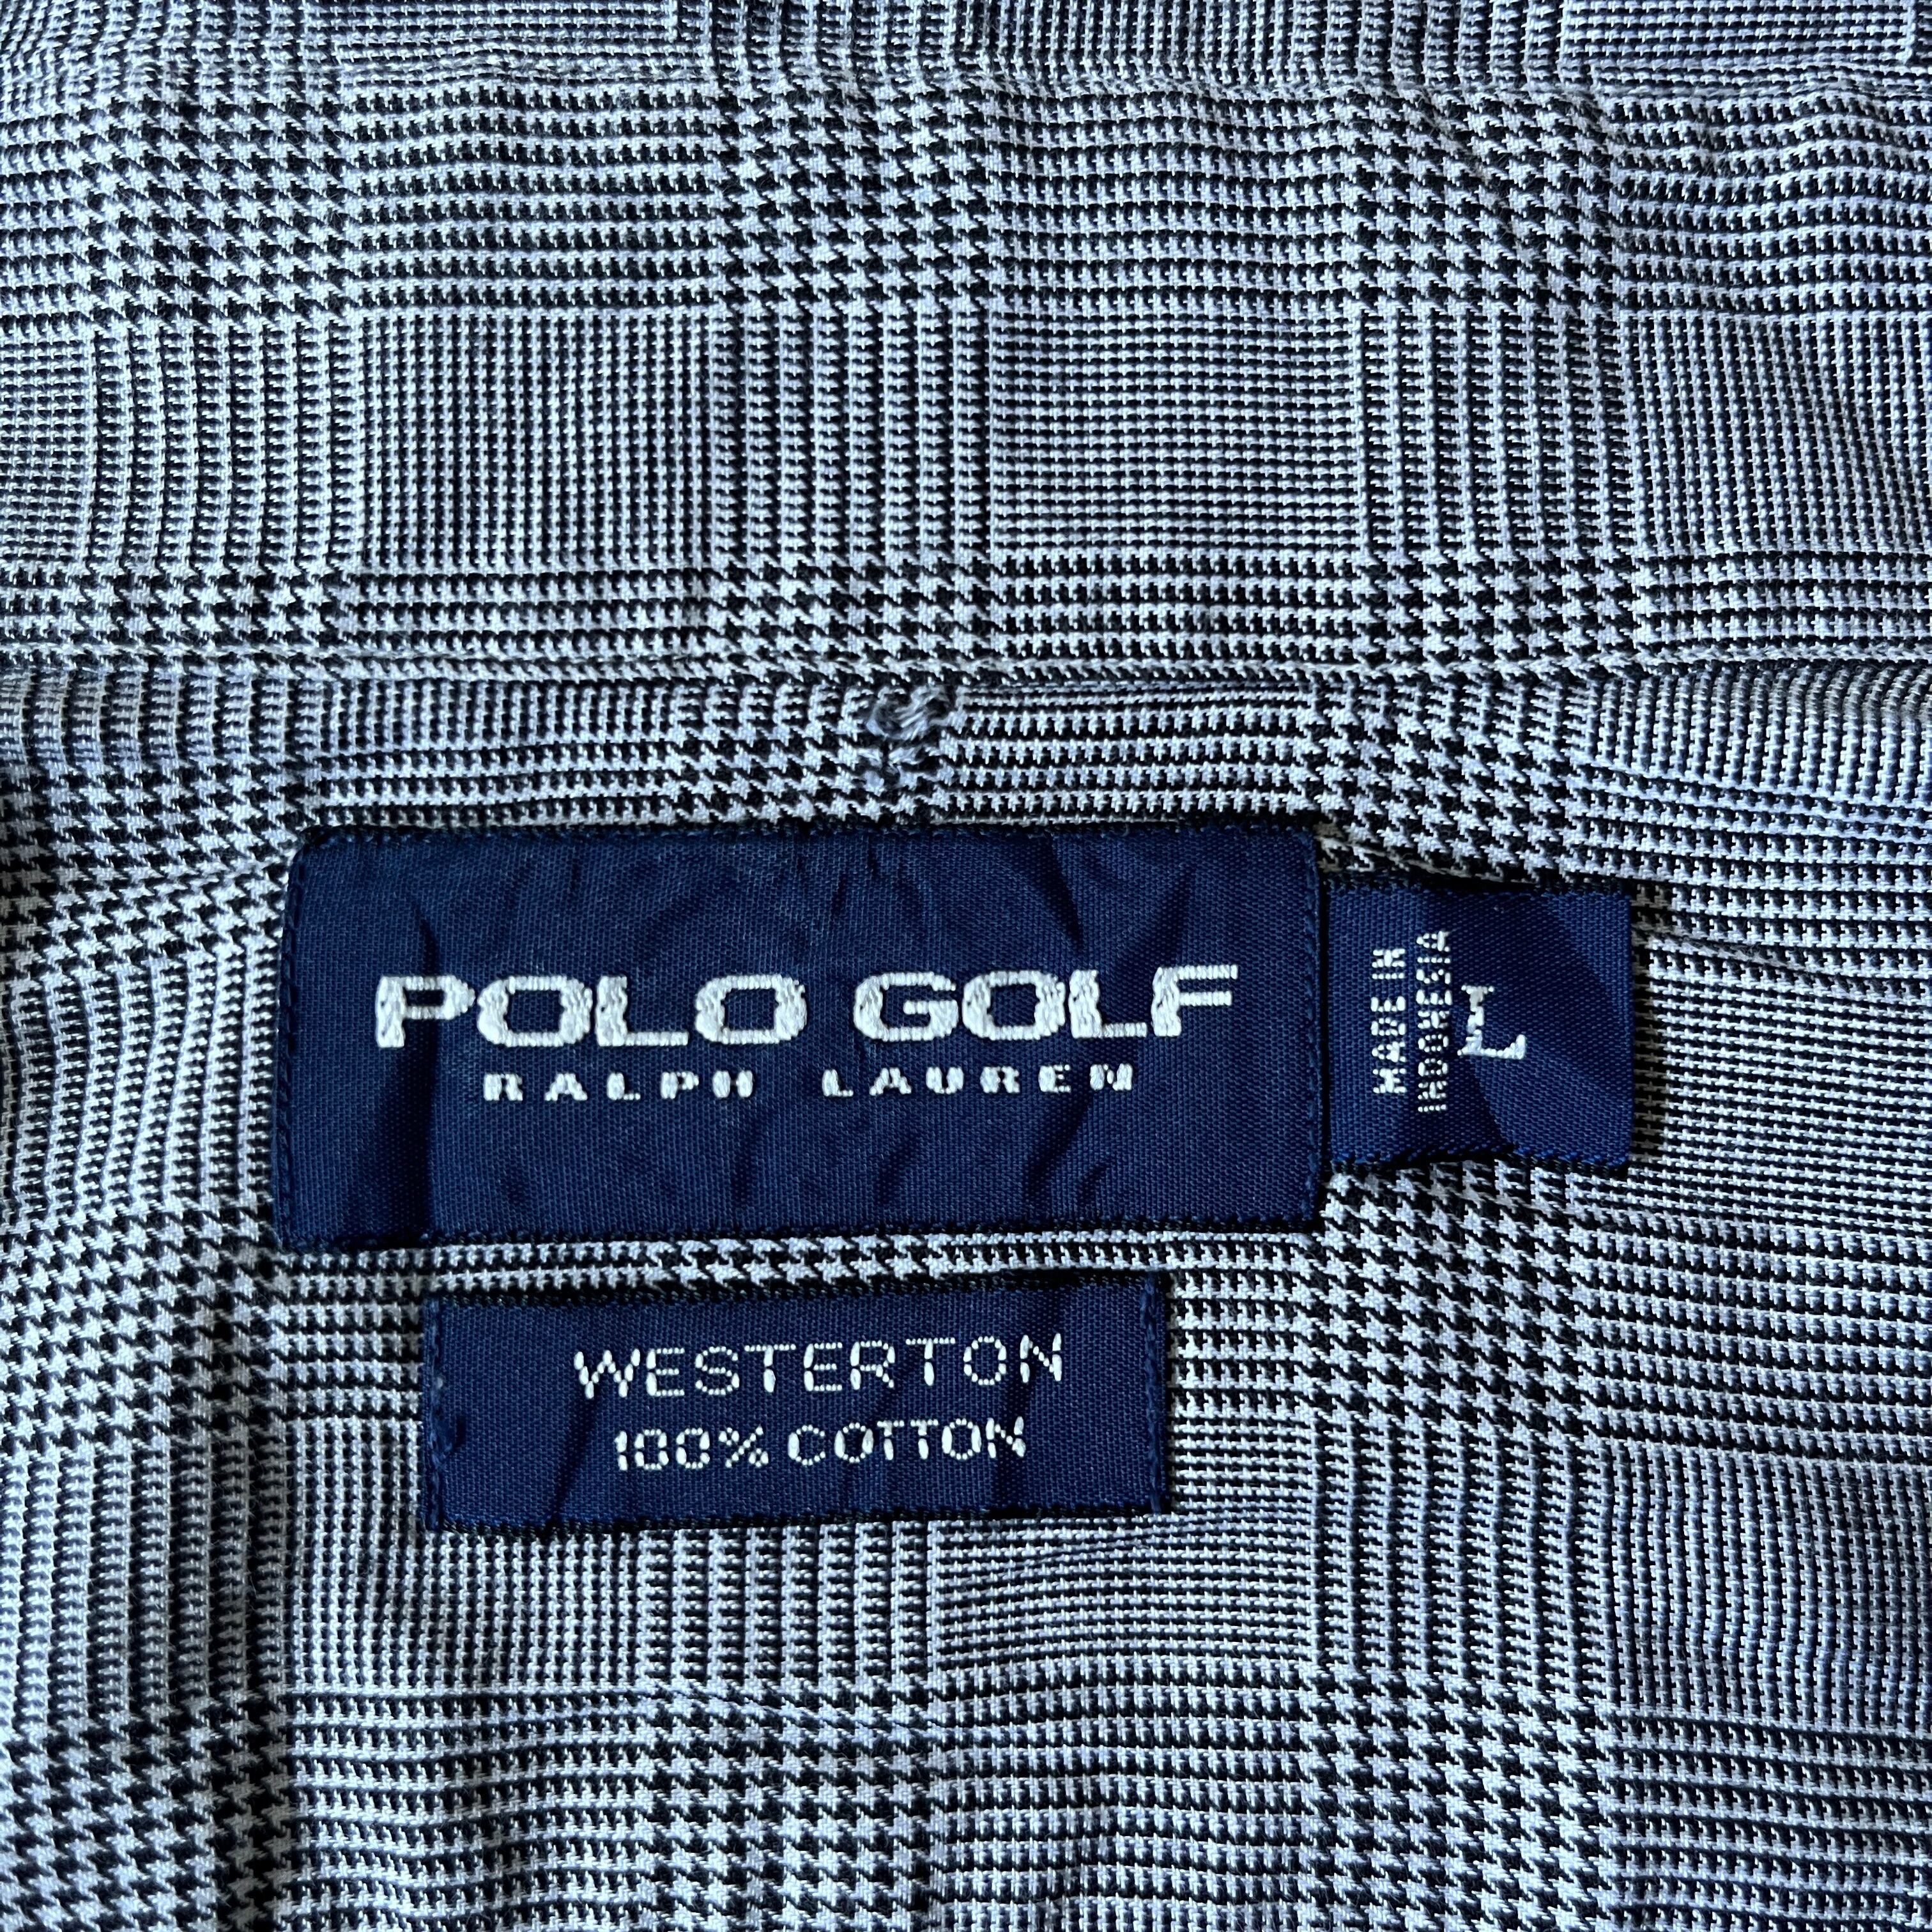 POLO GOLF
RALPH LAUREN
MADE IN
INDONESIA
L
WESTERTON
100% COTTON